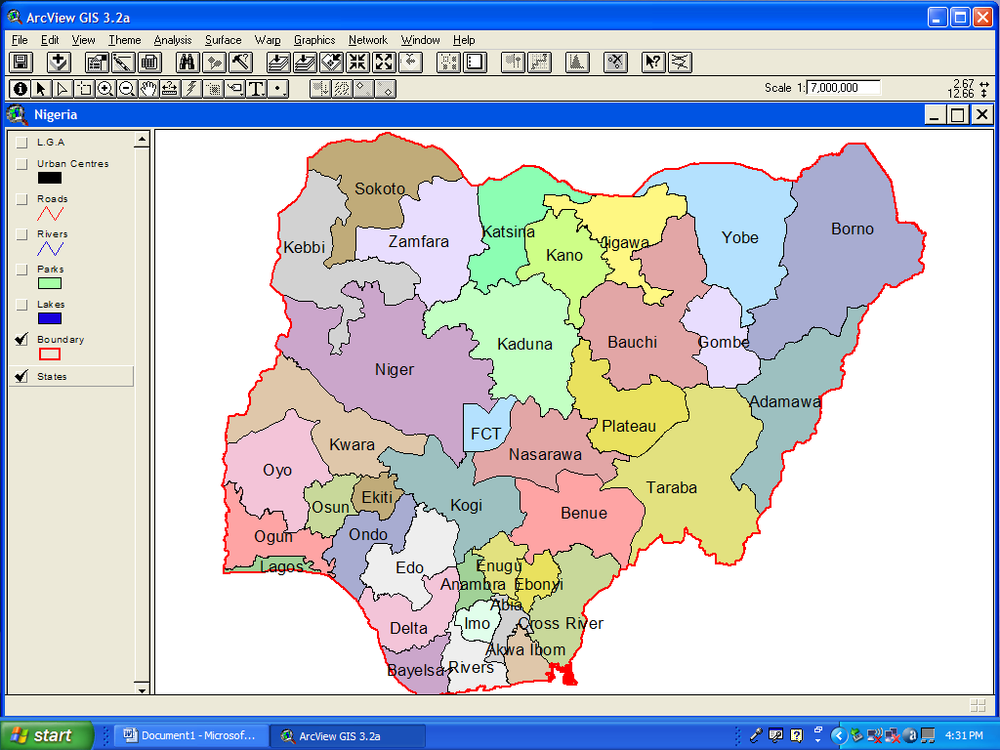 ArcView GIS 3.2a
File Edit View Theme Analysis Surface Warp Graphics Network Window Help
Scale 1: 7,000,000
2.67
12.66
Nigeria
L.G.A
Urban Centres
Roads
Rivers
Parks
Lakes
Boundary
States
Sokoto
Kebbi
Zamfara
Katsina
Kano
Jigawa
Yobe
Borno
Niger
Kaduna
Bauchi
Gombe
Adamawa
FCT
Plateau
Kwara
Nasarawa
Oyo
Taraba
Osun
Ekiti
Kogi
Benue
Ogun
Ondo
Lagos
Edo
Enugu
Anambra
Ebonyi
Abia
Delta
Imo
Cross River
Akwa Ibom
Bayelsa
Rivers
start
Document1 - Microsof...
ArcView GIS 3.2a
4:31 PM